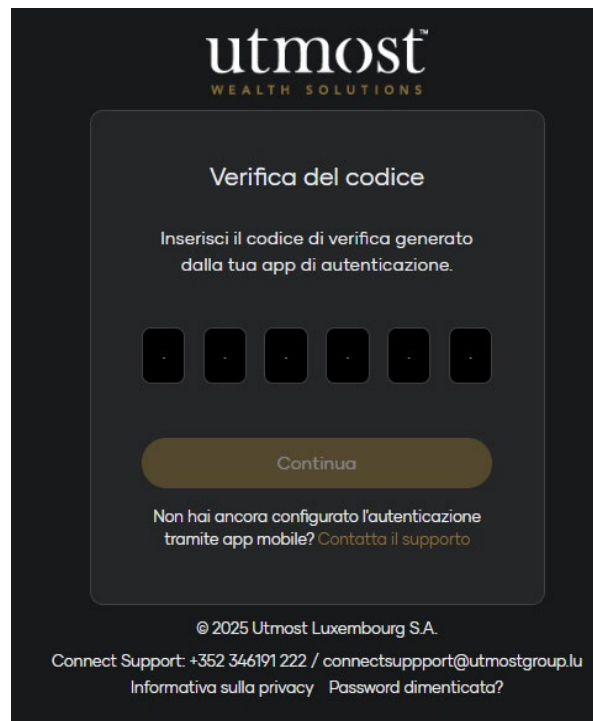 utmost™
WEALTH SOLUTIONS
Verifica del codice
Inserisci il codice di verifica generato
dalla tua app di autenticazione.
Continua
Non hai ancora configurato l'autenticazione
tramite app mobile? Contatta il supporto
© 2025 Utmost Luxembourg S.A.
Connect Support: +352 346191 222 / connectsuppport@utmostgroup.lu
Informativa sulla privacy Password dimenticata?